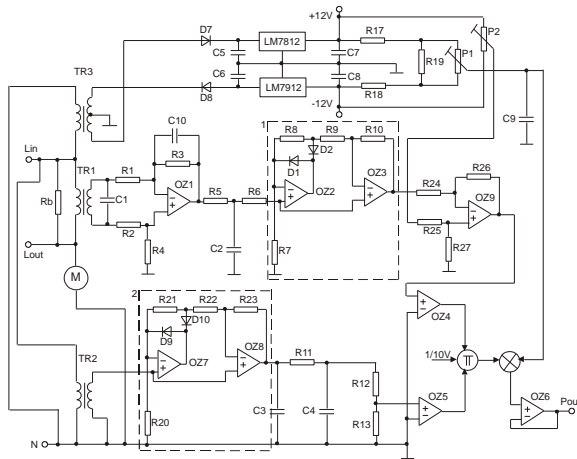 +12V
D7
LM7812
R17
P2
C5
C7
R19
P1
TR3
C6
C8
D8
LM7912
R18
-12V
C9
C10
1
R8
R9
R10
Lin
R3
D2
TR1
R1
D1
R26
OZ1
OZ2
OZ3
R24
OZ9
Rb
C1
R5
R6
R2
R25
Lout
R4
C2
R7
R27
M
2
R21
R22
R23
D10
OZ4
D9
OZ7
OZ8
R11
1/10V
π
TR2
R12
OZ6
C3
C4
OZ5
Pou
R20
R13
N